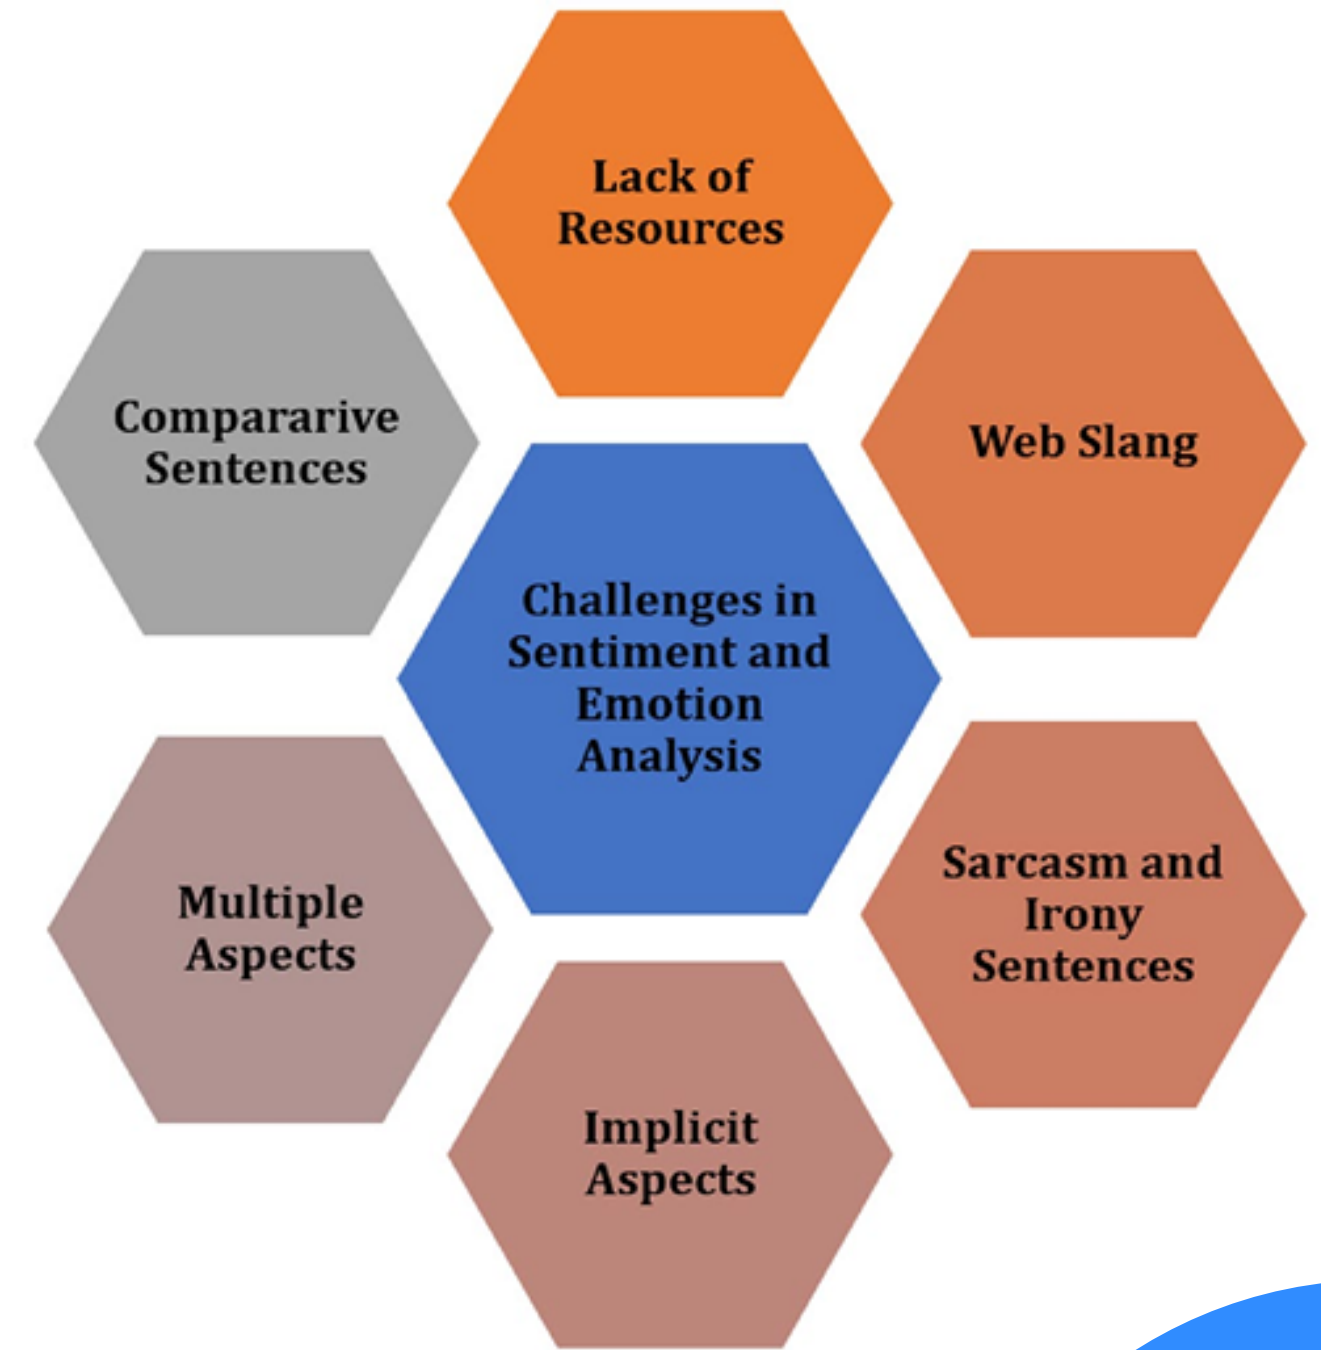 Lack of
Resources
Compararive
Sentences
Web Slang
Challenges in
Sentiment and
Emotion
Analysis
Multiple
Aspects
Sarcasm and
Irony
Sentences
Implicit
Aspects